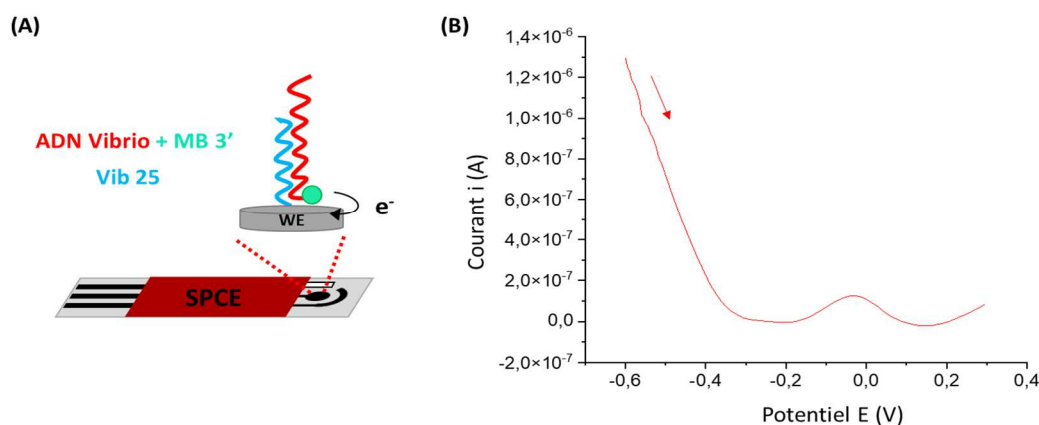 (A)
ADN Vibrio + MB 3’
Vib 25
WE
e⁻
SPCE
(B)
1,4×10⁻⁶
1,2×10⁻⁶
1,0×10⁻⁶
8,0×10⁻⁷
6,0×10⁻⁷
4,0×10⁻⁷
2,0×10⁻⁷
0,0
-2,0×10⁻⁷
Courant i (A)
-0,6 -0,4 -0,2 0,0 0,2 0,4
Potentiel E (V)